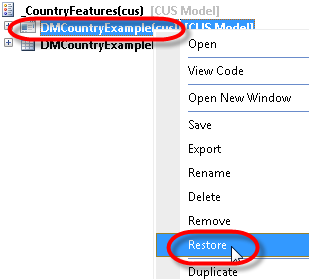 _CountryFeatures(cus) [CUS Model]
DMCountryExample(cus) [CUS Model]
DMCountryExample
Open
View Code
Open New Window
Save
Export
Rename
Delete
Remove
Restore
Duplicate